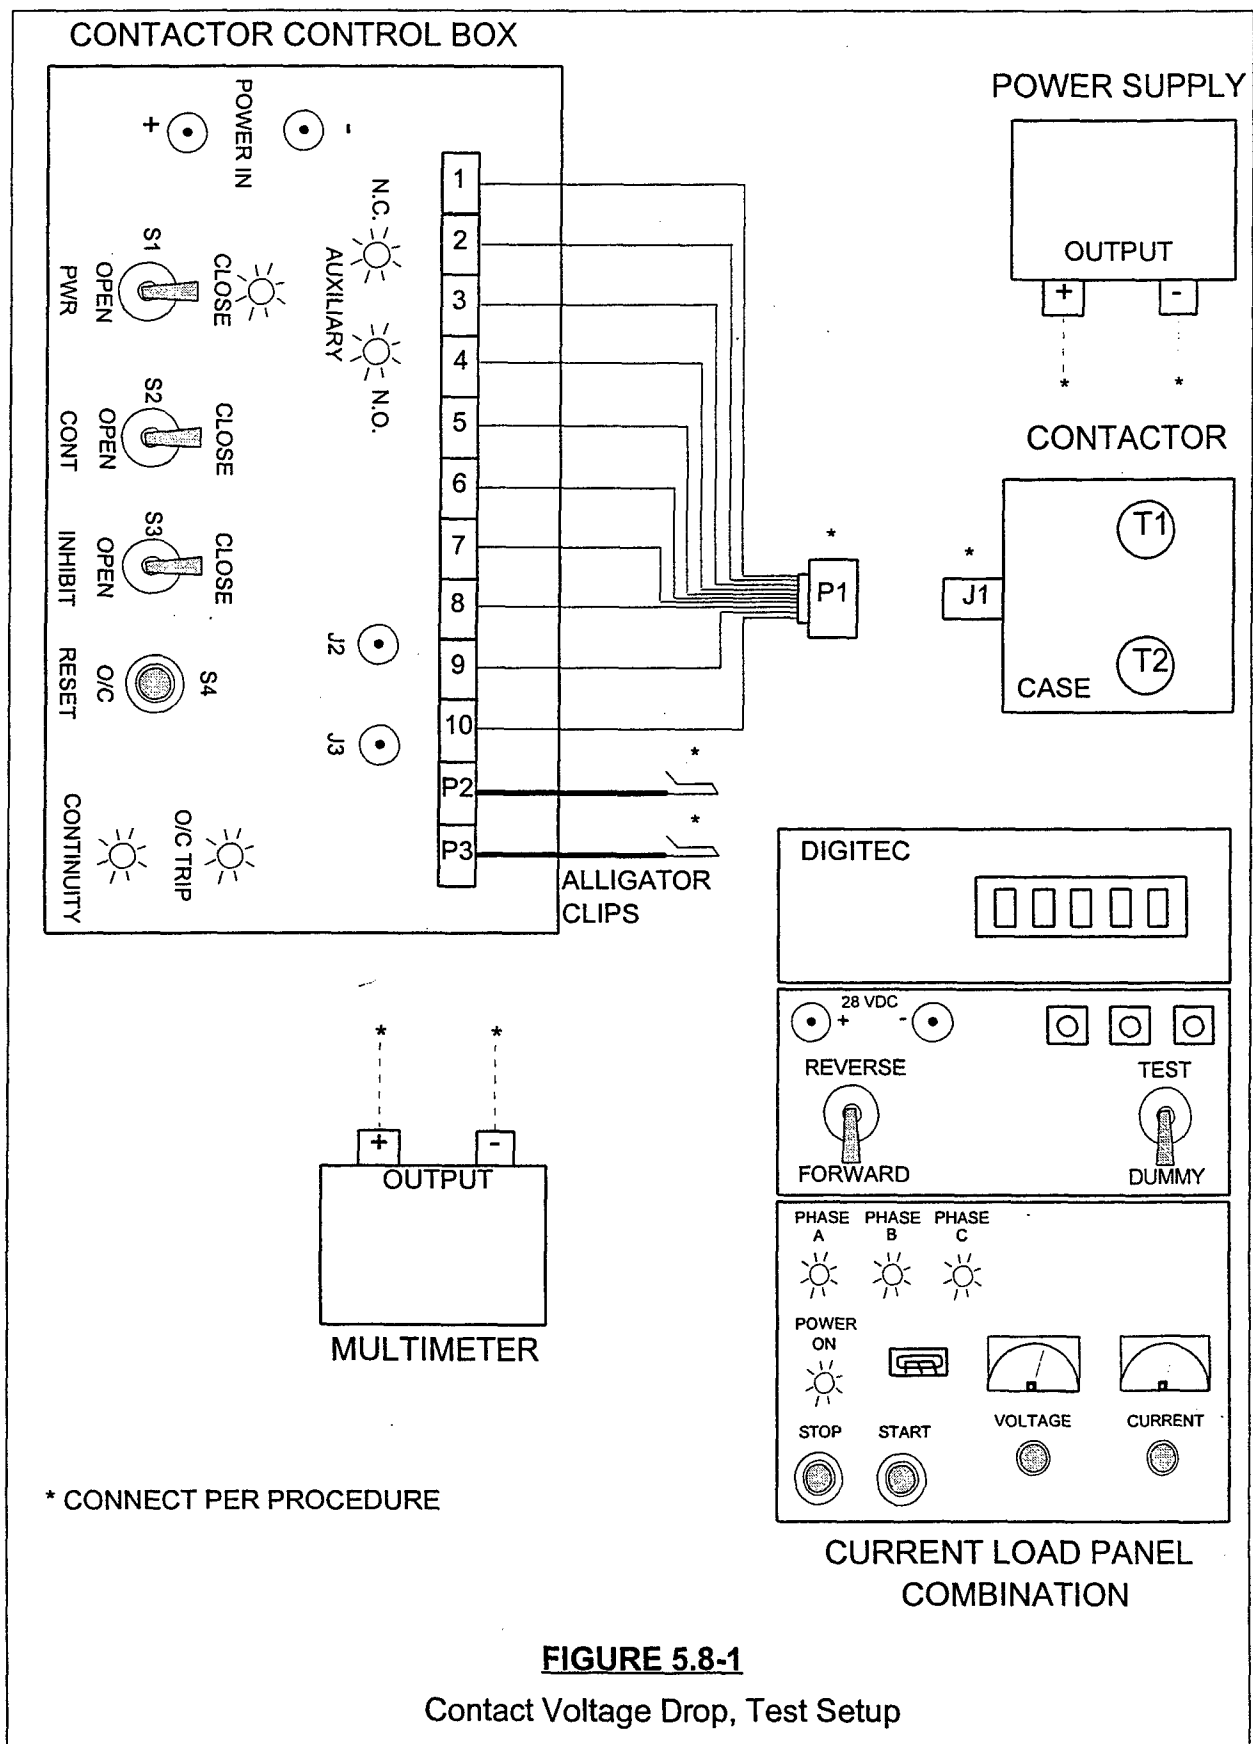 CONTACTOR CONTROL BOX
+
POWER IN
-
N.C.
AUXILIARY
N.O.
S1
CLOSE
OPEN
PWR
S2
CLOSE
OPEN
CONT
S3
CLOSE
OPEN
INHIBIT
S4
O/C
RESET
J2
J3
O/C TRIP
CONTINUITY
1
2
3
4
5
6
7
8
9
10
P2
P3
*
*
ALLIGATOR
CLIPS
*
P1
POWER SUPPLY
OUTPUT
+ -
* *
CONTACTOR
*
J1
T1
T2
CASE
DIGITEC
28 VDC
+ -
REVERSE
FORWARD
TEST
DUMMY
PHASE PHASE PHASE
A B C
POWER
ON
STOP START
VOLTAGE CURRENT
CURRENT LOAD PANEL
COMBINATION
* *
+ -
OUTPUT
MULTIMETER
* CONNECT PER PROCEDURE
FIGURE 5.8-1
Contact Voltage Drop, Test Setup